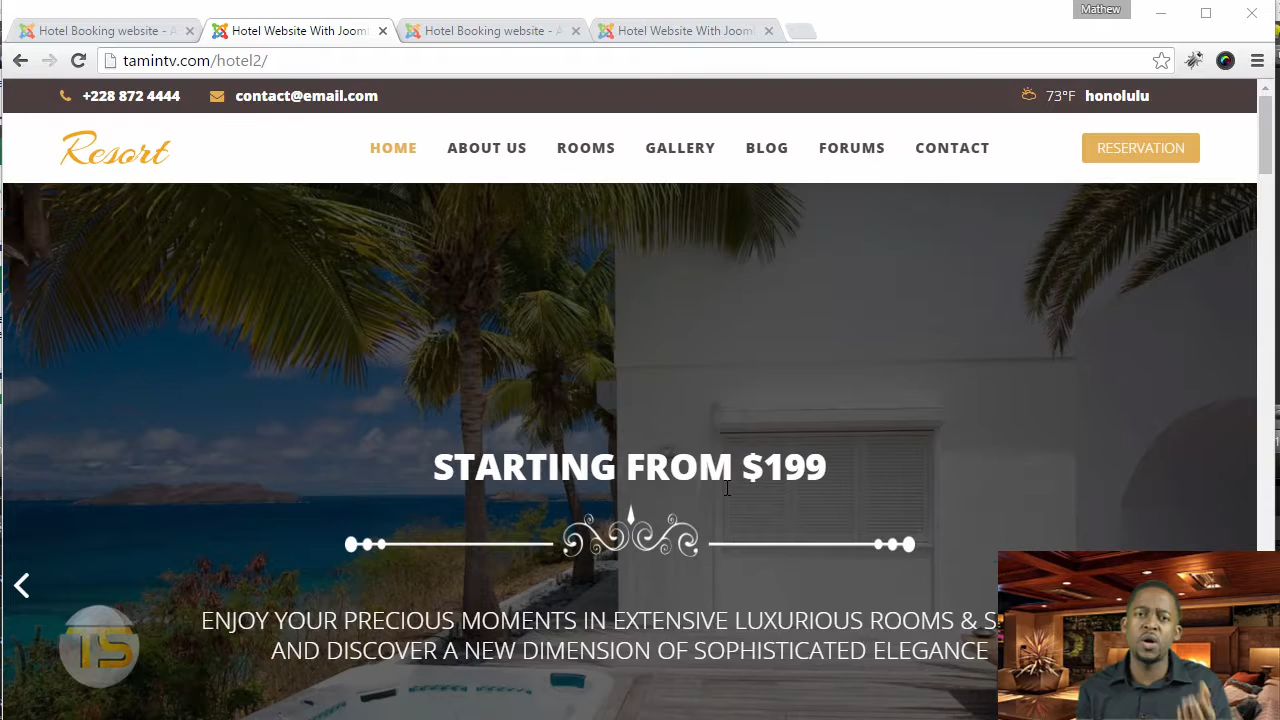 Mathew
Hotel Booking website - A
Hotel Website With Jooml
Hotel Booking website - A
Hotel Website With Jooml
tamintv.com/hotel2/
+228 872 4444 contact@email.com 73°F honolulu
Resort HOME ABOUT US ROOMS GALLERY BLOG FORUMS CONTACT RESERVATION
STARTING FROM $199
ENJOY YOUR PRECIOUS MOMENTS IN EXTENSIVE LUXURIOUS ROOMS & S
AND DISCOVER A NEW DIMENSION OF SOPHISTICATED ELEGANCE
TS